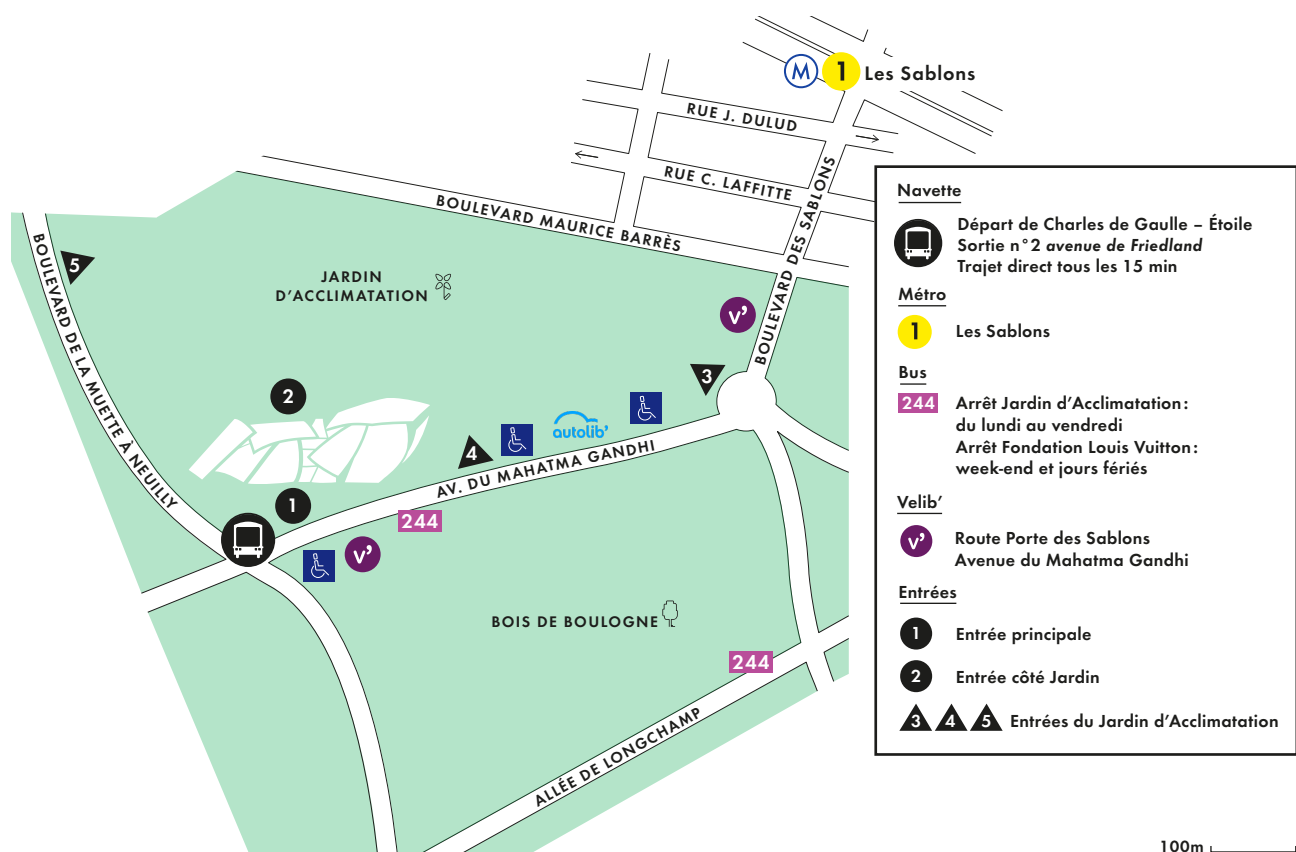 M 1 Les Sablons
RUE J. DULUD
RUE C. LAFFITTE
BOULEVARD DES SABLONS
BOULEVARD MAURICE BARRÈS
BOULEVARD DE LA MUETTE À NEUILLY
5
JARDIN
D'ACCLIMATATION
V'
3
2
autolib'
4
AV. DU MAHATMA GANDHI
1
244
V'
BOIS DE BOULOGNE
244
ALLÉE DE LONGCHAMP
Navette
Départ de Charles de Gaulle – Étoile
Sortie n°2 avenue de Friedland
Trajet direct tous les 15 min
Métro
1 Les Sablons
Bus
244 Arrêt Jardin d'Acclimatation :
du lundi au vendredi
Arrêt Fondation Louis Vuitton :
week-end et jours fériés
Velib'
V' Route Porte des Sablons
Avenue du Mahatma Gandhi
Entrées
1 Entrée principale
2 Entrée côté Jardin
3 4 5 Entrées du Jardin d'Acclimatation
100m